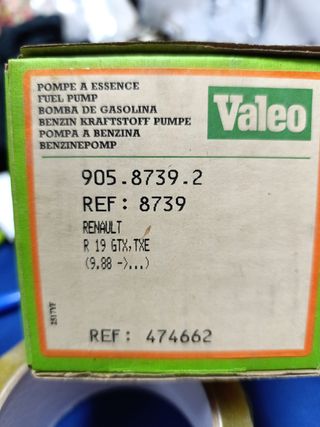 POMPE A ESSENCE
FUEL PUMP
BOMBA DE GASOLINA
BENZIN KRAFTSTOFF PUMPE
POMPA A BENZINA
BENZINEPOMP
Valeo
905.8739.2
REF: 8739
RENAULT
R 19 GTX,TXE
(9.88 ->...)
2517YF
REF: 474662